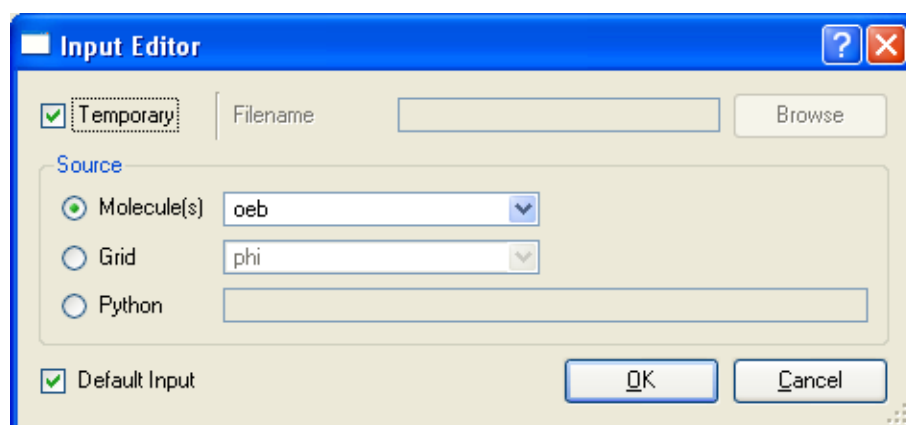 Input Editor
Temporary Filename Browse
Source
Molecule(s) oeb
Grid phi
Python
Default Input OK Cancel